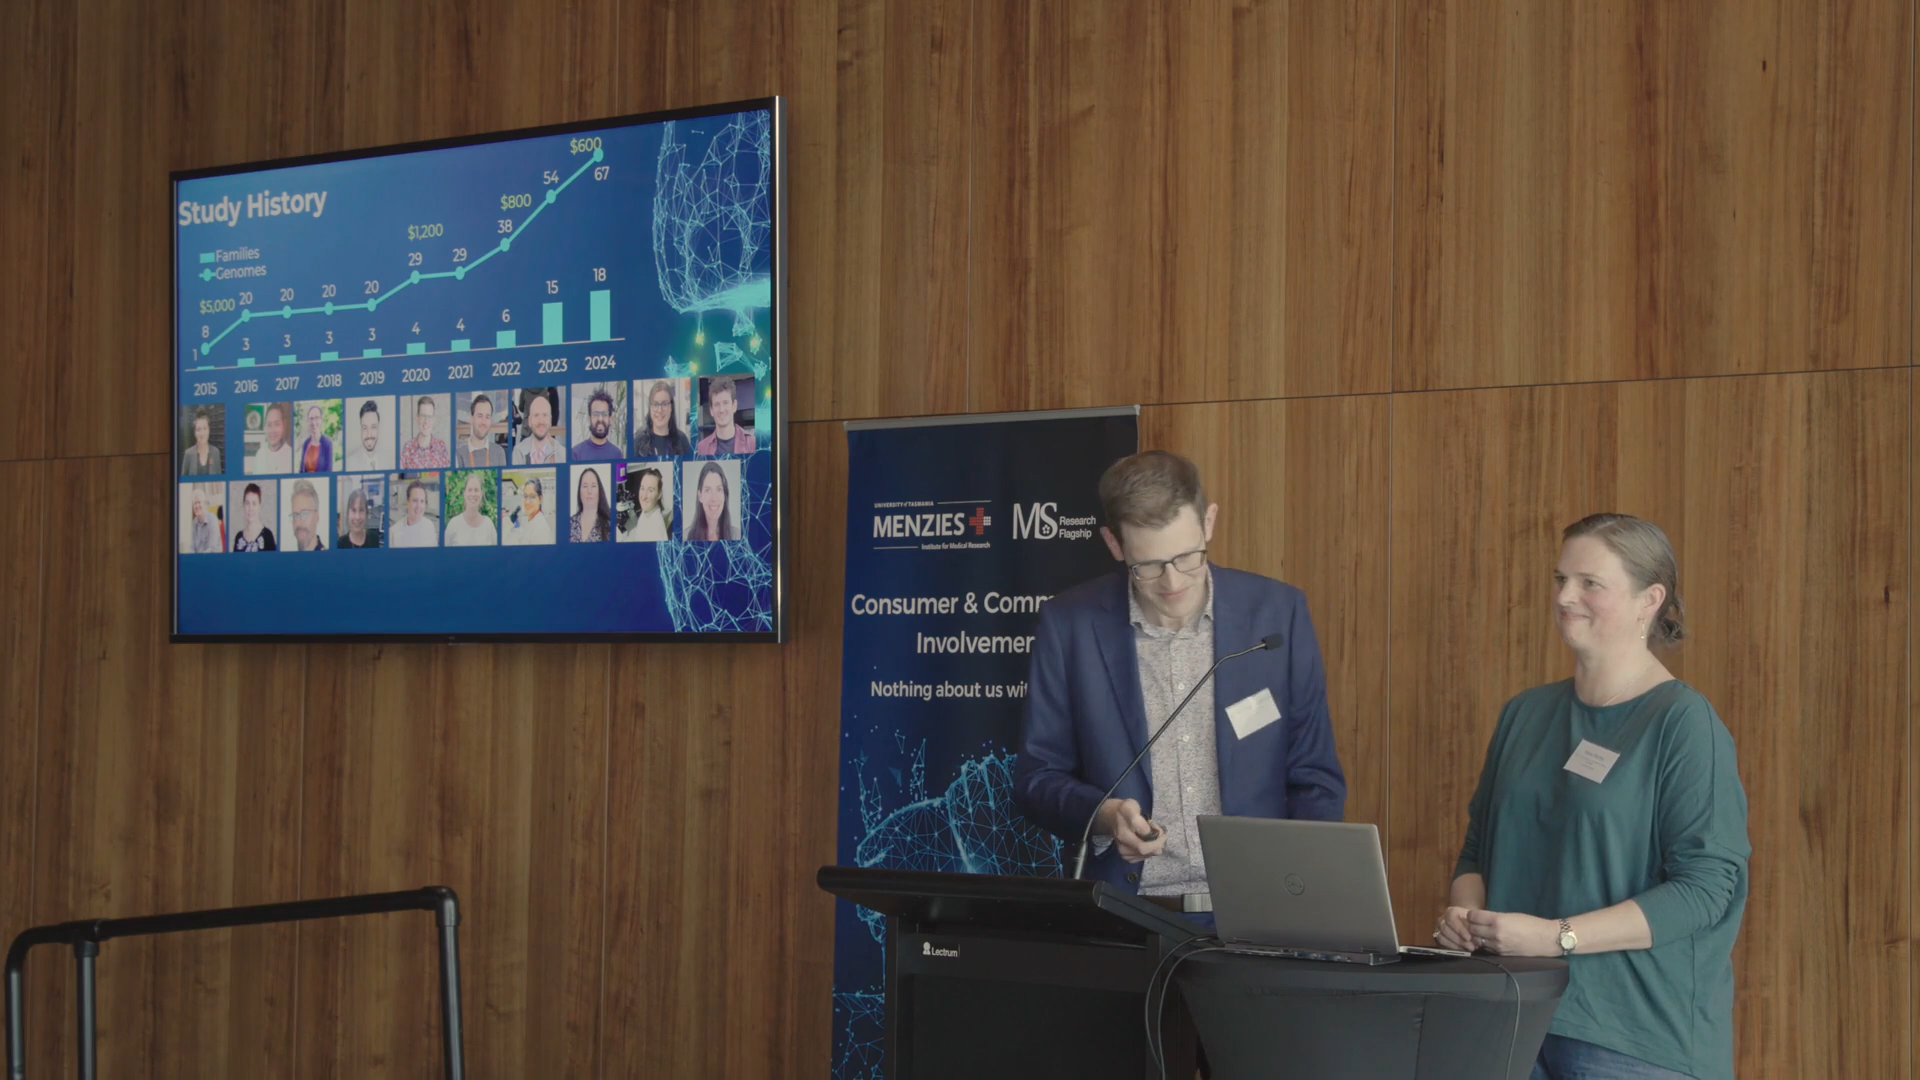 Study History
Families
Genomes
$5,000
$1,200
$800
$600
8
20
20
20
20
29
29
38
54
67
1
3
3
3
3
4
4
6
15
18
2015 2016 2017 2018 2019 2020 2021 2022 2023 2024
UNIVERSITY of TASMANIA
MENZIES
Institute for Medical Research
MS Research
Flagship
Consumer & Comm
Involvemen
Nothing about us wit
Lectrum
DELL